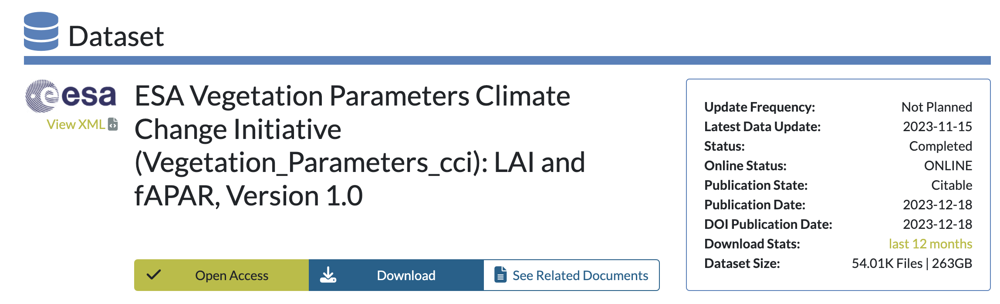 Dataset
esa
View XML
ESA Vegetation Parameters Climate
Change Initiative
(Vegetation_Parameters_cci): LAI and
fAPAR, Version 1.0
Open Access
Download
See Related Documents
Update Frequency: Not Planned
Latest Data Update: 2023-11-15
Status: Completed
Online Status: ONLINE
Publication State: Citable
Publication Date: 2023-12-18
DOI Publication Date: 2023-12-18
Download Stats: last 12 months
Dataset Size: 54.01K Files | 263GB